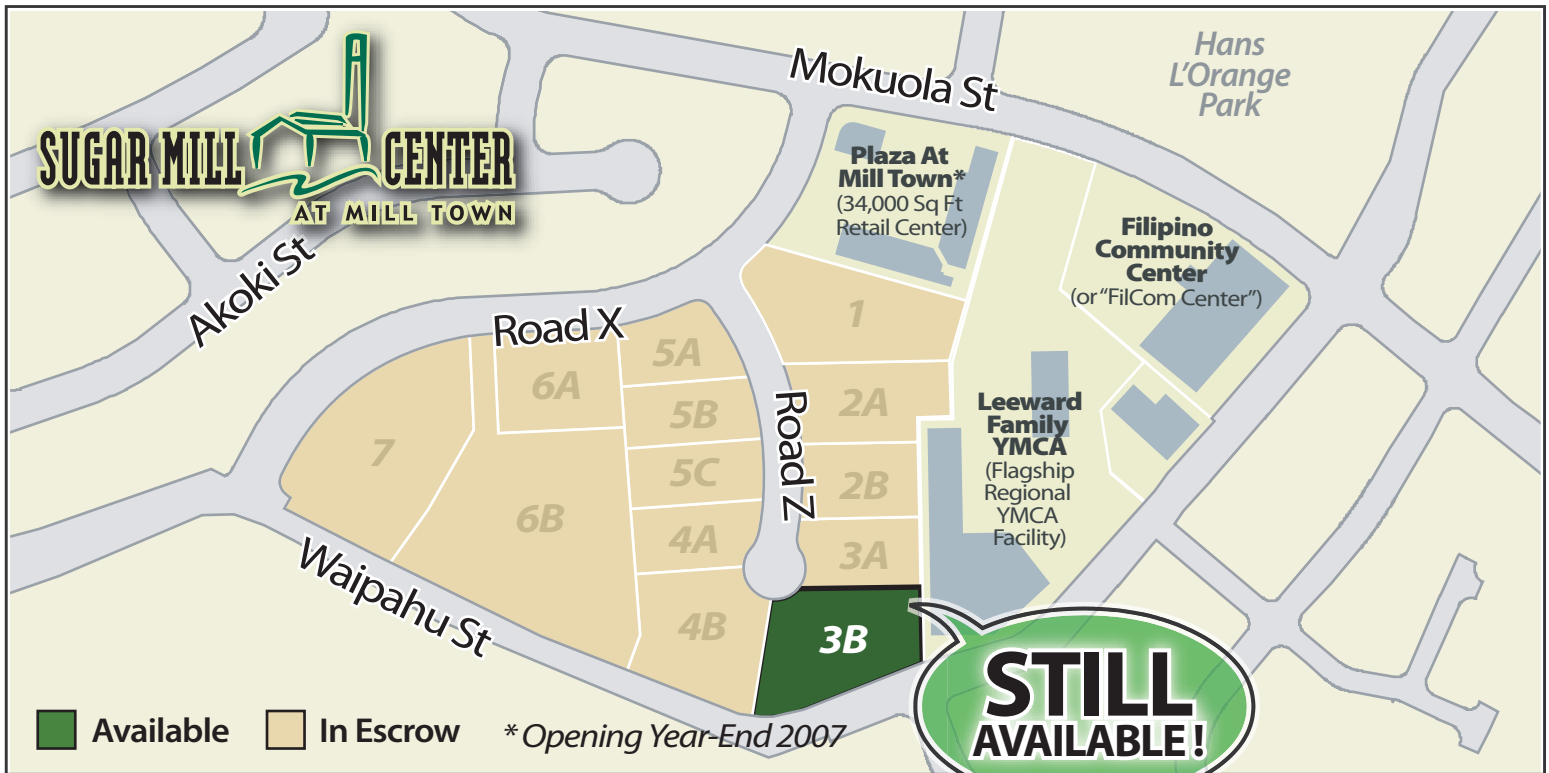 SUGAR MILL CENTER
AT MILL TOWN
Mokuola St
Hans
L'Orange
Park
Plaza At
Mill Town*
(34,000 Sq Ft
Retail Center)
Filipino
Community
Center
(or "FilCom Center")
Akoki St
Road X
1
5A
6A
2A
5B
Road Z
Leeward
Family
YMCA
(Flagship
Regional
YMCA
Facility)
7
5C
2B
6B
4A
3A
Waipahu St
4B
3B
STILL
AVAILABLE!
Available
In Escrow
* Opening Year-End 2007